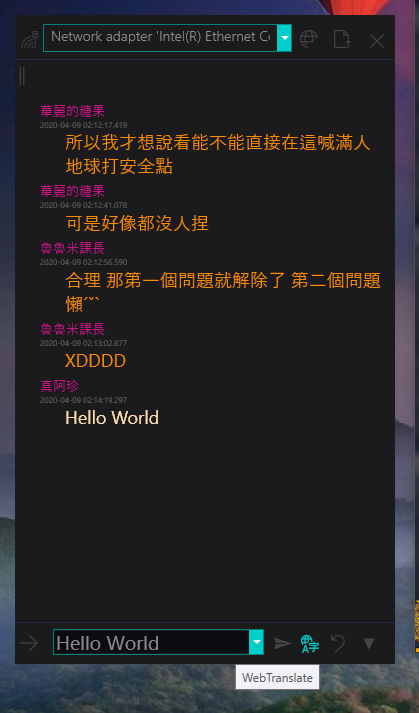 Network adapter 'Intel(R) Ethernet Co
華麗的糖果
2020-04-09 02:12:17.419
所以我才想說看能不能直接在這喊滿人
地球打安全點
華麗的糖果
2020-04-09 02:12:41.078
可是好像都沒人捏
魯魯米課長
2020-04-09 02:12:56.590
合理 那第一個問題就解除了 第二個問題
懶~~
魯魯米課長
2020-04-09 02:13:02.877
XDDDD
真阿珍
2020-04-09 02:14:19.297
Hello World
Hello World
A字
WebTranslate